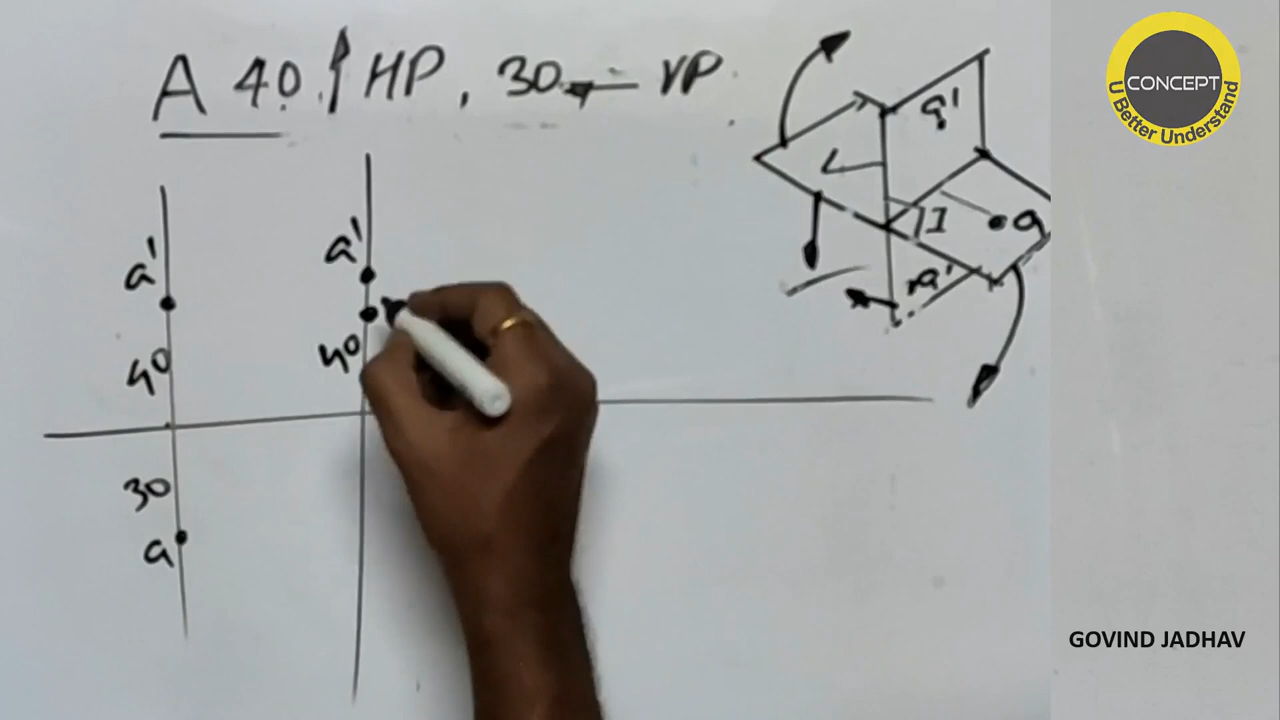 A 40 ↑ HP, 30 ← VP.
a'
40
30
a
a'
40
a'
a
a'
CONCEPT
U Better Understand
GOVIND JADHAV